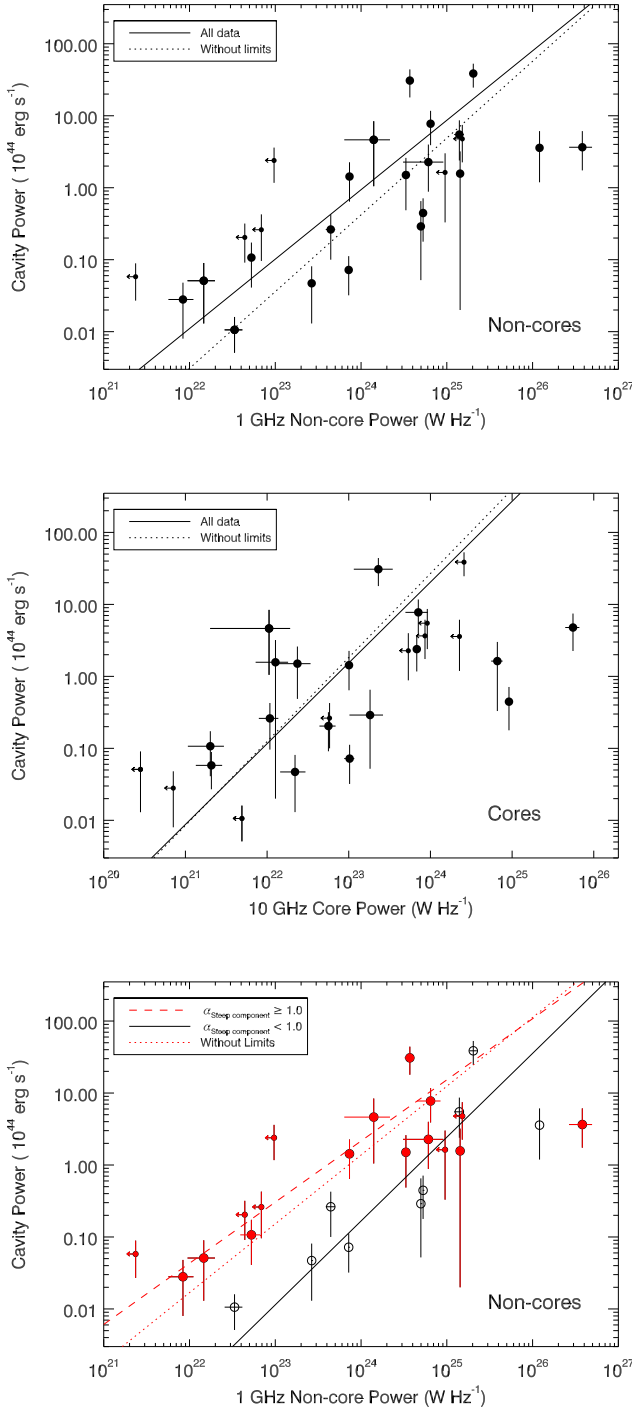 All data
Without limits
100.00
10.00
1.00
0.10
0.01
Cavity Power ( 10^44 erg s^-1)
Non-cores
10^21 10^22 10^23 10^24 10^25 10^26 10^27
1 GHz Non-core Power (W Hz^-1)
All data
Without limits
100.00
10.00
1.00
0.10
0.01
Cavity Power ( 10^44 erg s^-1)
Cores
10^20 10^21 10^22 10^23 10^24 10^25 10^26
10 GHz Core Power (W Hz^-1)
α Steep component ≥ 1.0
α Steep component < 1.0
Without Limits
100.00
10.00
1.00
0.10
0.01
Cavity Power ( 10^44 erg s^-1)
Non-cores
10^21 10^22 10^23 10^24 10^25 10^26 10^27
1 GHz Non-core Power (W Hz^-1)